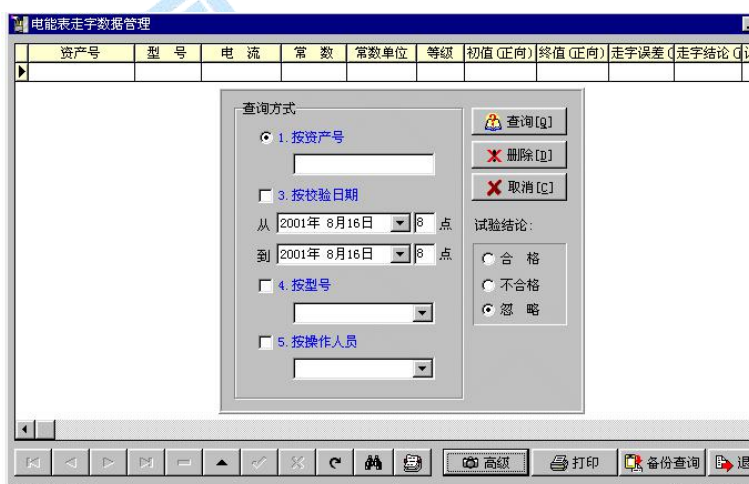 电能表走字数据管理
资产号 型 号 电 流 常 数 常数单位 等级 初值(正向) 终值(正向) 走字误差( 走字结论(
查询方式
1.按资产号
3.按校验日期
从 2001年 8月16日 8 点
到 2001年 8月16日 8 点
4.按型号
5.按操作人员
查询[Q]
删除[D]
取消[C]
试验结论:
合 格
不合格
忽 略
高级 打印 备份查询 退